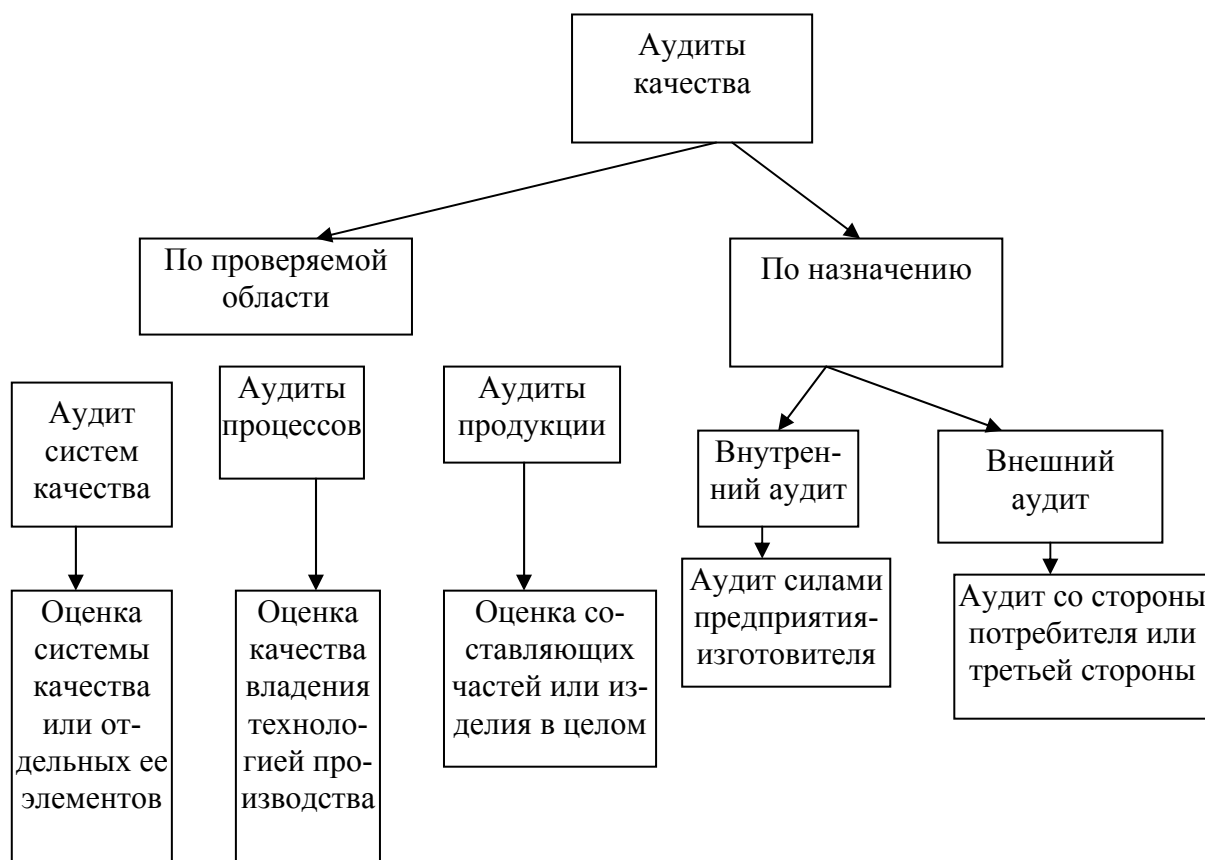 Аудиты
качества
По проверяемой
области
По назначению
Аудит
систем
качества
Аудиты
процессов
Аудиты
продукции
Внутрен-
ний аудит
Внешний
аудит
Оценка
системы
качества
или от-
дельных ее
элементов
Оценка
качества
владения
техноло-
гией про-
изводства
Оценка со-
ставляющих
частей или из-
делия в целом
Аудит силами
предприятия-
изготовителя
Аудит со стороны
потребителя или
третьей стороны